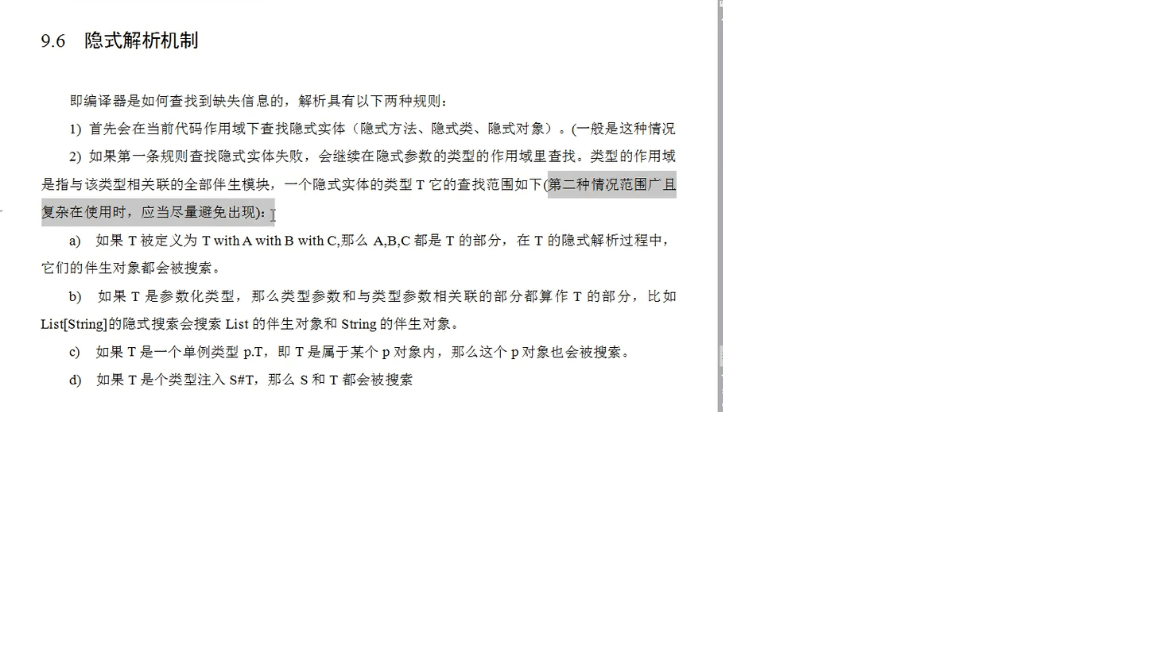 9.6 隐式解析机制
即编译器是如何查找到缺失信息的，解析具有以下两种规则：
1) 首先会在当前代码作用域下查找隐式实体（隐式方法、隐式类、隐式对象）。(一般是这种情况
2) 如果第一条规则查找隐式实体失败，会继续在隐式参数的类型的作用域里查找。类型的作用域
是指与该类型相关联的全部伴生模块，一个隐式实体的类型 T 它的查找范围如下(第二种情况范围广且
复杂在使用时，应当尽量避免出现)：
a) 如果 T 被定义为 T with A with B with C,那么 A,B,C 都是 T 的部分，在 T 的隐式解析过程中，
它们的伴生对象都会被搜索。
b) 如果 T 是参数化类型，那么类型参数和与类型参数相关联的部分都算作 T 的部分，比如
List[String]的隐式搜索会搜索 List 的伴生对象和 String 的伴生对象。
c) 如果 T 是一个单例类型 p.T，即 T 是属于某个 p 对象内，那么这个 p 对象也会被搜索。
d) 如果 T 是个类型注入 S#T，那么 S 和 T 都会被搜索